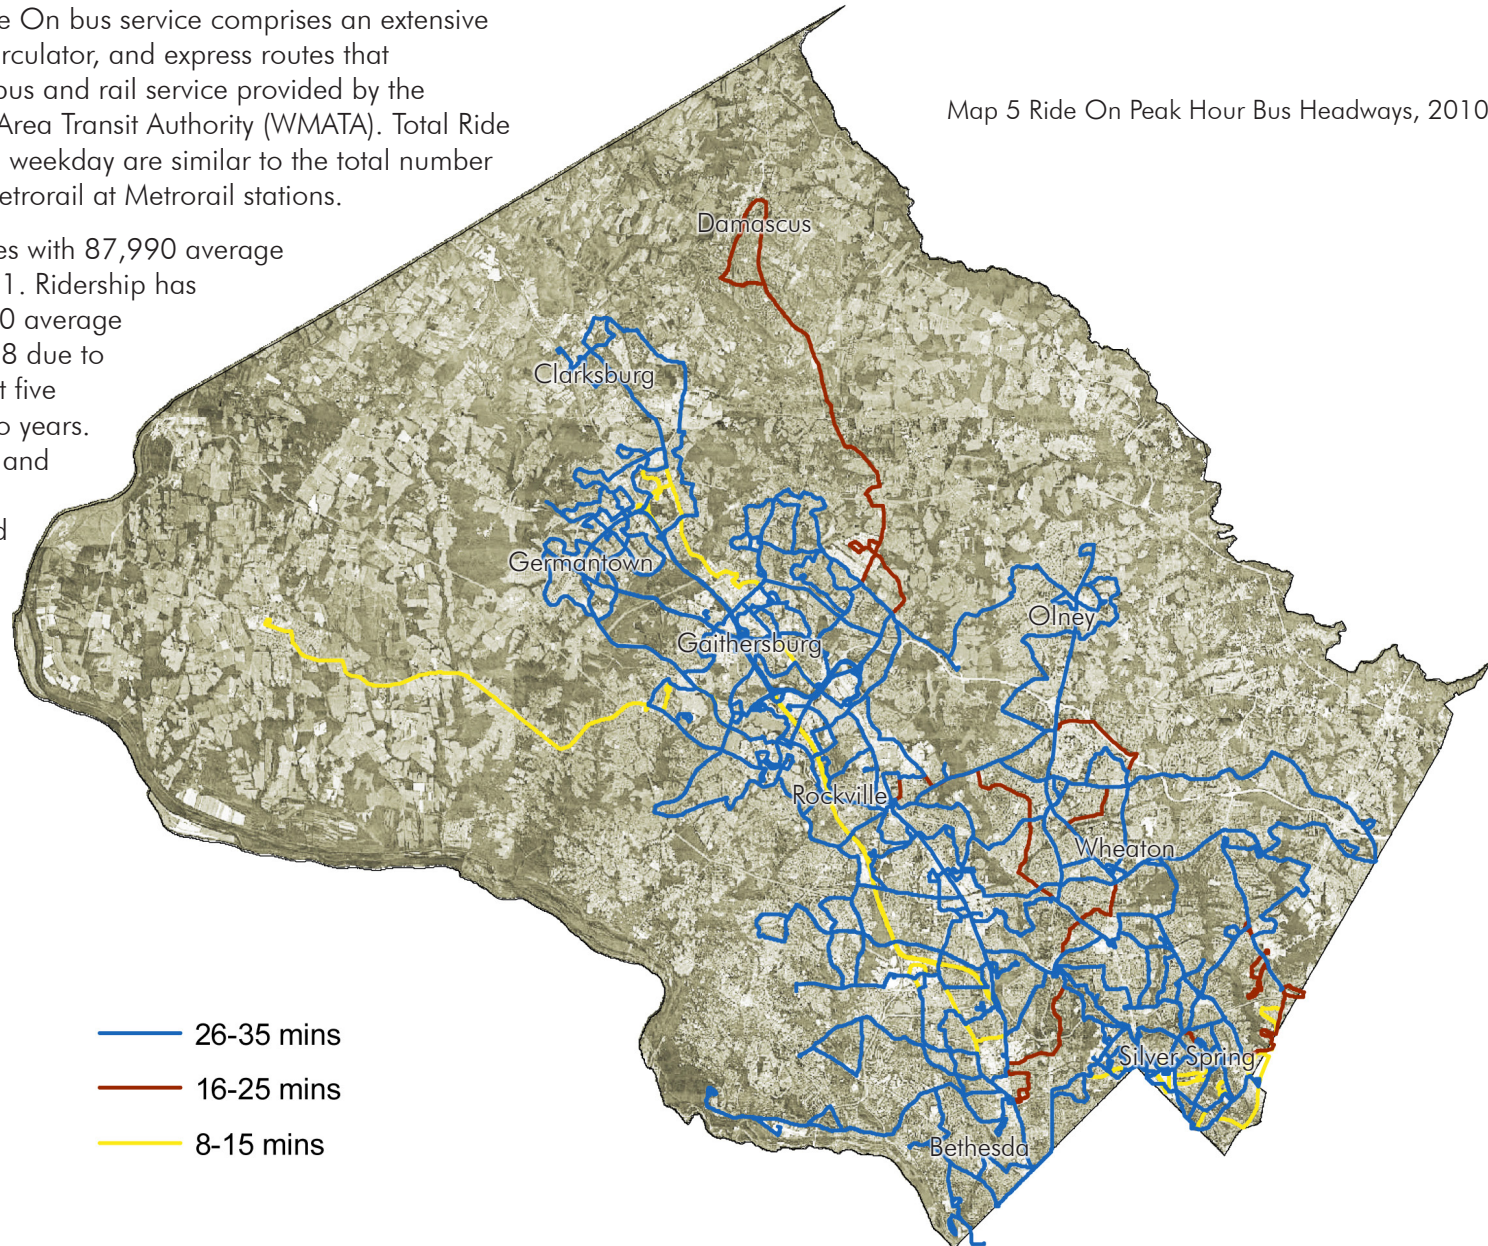 e On bus service comprises an extensive
rculator, and express routes that
bus and rail service provided by the
Area Transit Authority (WMATA). Total Ride
weekday are similar to the total number
etrorail at Metrorail stations.
es with 87,990 average
1. Ridership has
0 average
8 due to
t five
o years.
and
d
Map 5 Ride On Peak Hour Bus Headways, 2010
Damascus
Clarksburg
Germantown
Olney
Gaithersburg
Rockville
Wheaton
Silver Spring
Bethesda
26-35 mins
16-25 mins
8-15 mins